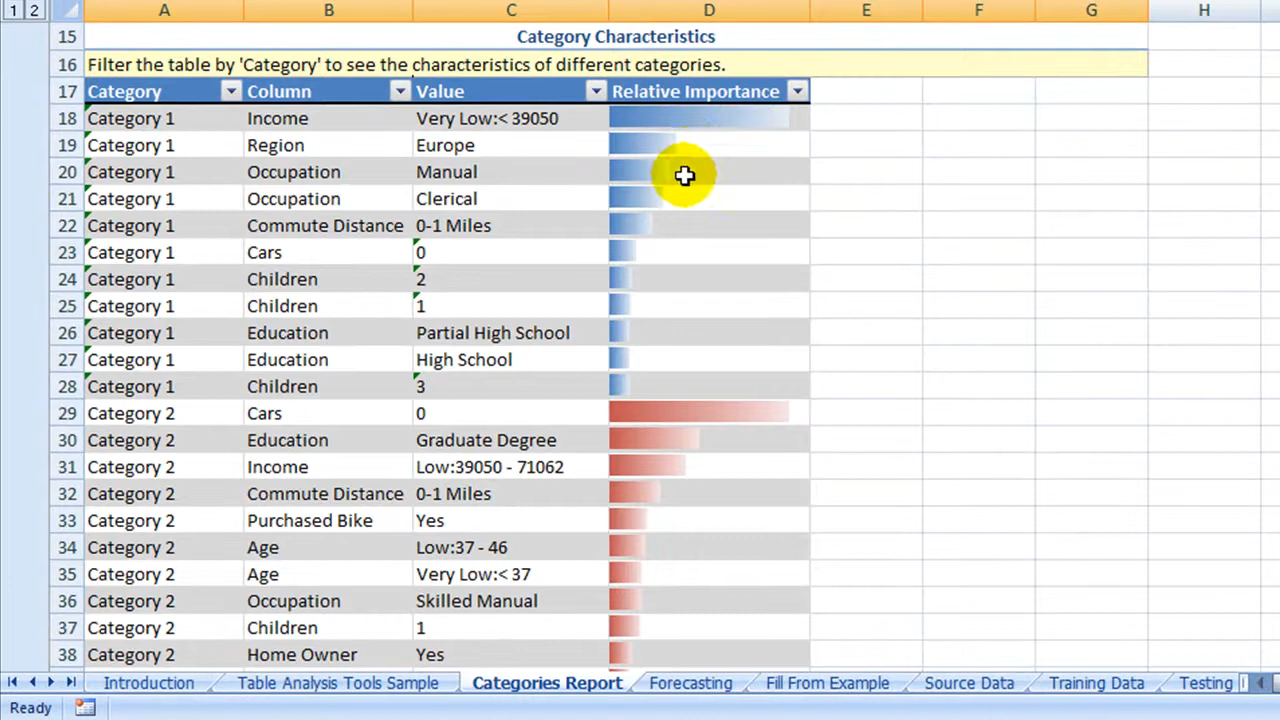 1 2 A B C D E F G H
15 Category Characteristics
16 Filter the table by 'Category' to see the characteristics of different categories.
17 Category Column Value Relative Importance
18 Category 1 Income Very Low:< 39050
19 Category 1 Region Europe
20 Category 1 Occupation Manual
21 Category 1 Occupation Clerical
22 Category 1 Commute Distance 0-1 Miles
23 Category 1 Cars 0
24 Category 1 Children 2
25 Category 1 Children 1
26 Category 1 Education Partial High School
27 Category 1 Education High School
28 Category 1 Children 3
29 Category 2 Cars 0
30 Category 2 Education Graduate Degree
31 Category 2 Income Low:39050 - 71062
32 Category 2 Commute Distance 0-1 Miles
33 Category 2 Purchased Bike Yes
34 Category 2 Age Low:37 - 46
35 Category 2 Age Very Low:< 37
36 Category 2 Occupation Skilled Manual
37 Category 2 Children 1
38 Category 2 Home Owner Yes
Introduction Table Analysis Tools Sample Categories Report Forecasting Fill From Example Source Data Training Data Testing
Ready